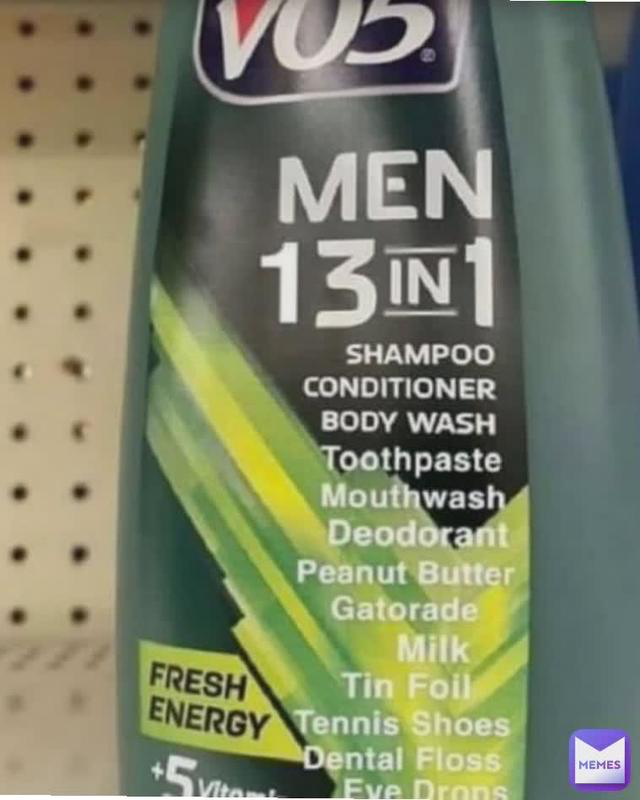 VO5®
MEN
13 IN 1
SHAMPOO
CONDITIONER
BODY WASH
Toothpaste
Mouthwash
Deodorant
Peanut Butter
Gatorade
Milk
Tin Foil
Tennis Shoes
Dental Floss
Eye Drops
FRESH
ENERGY
+5
MEMES